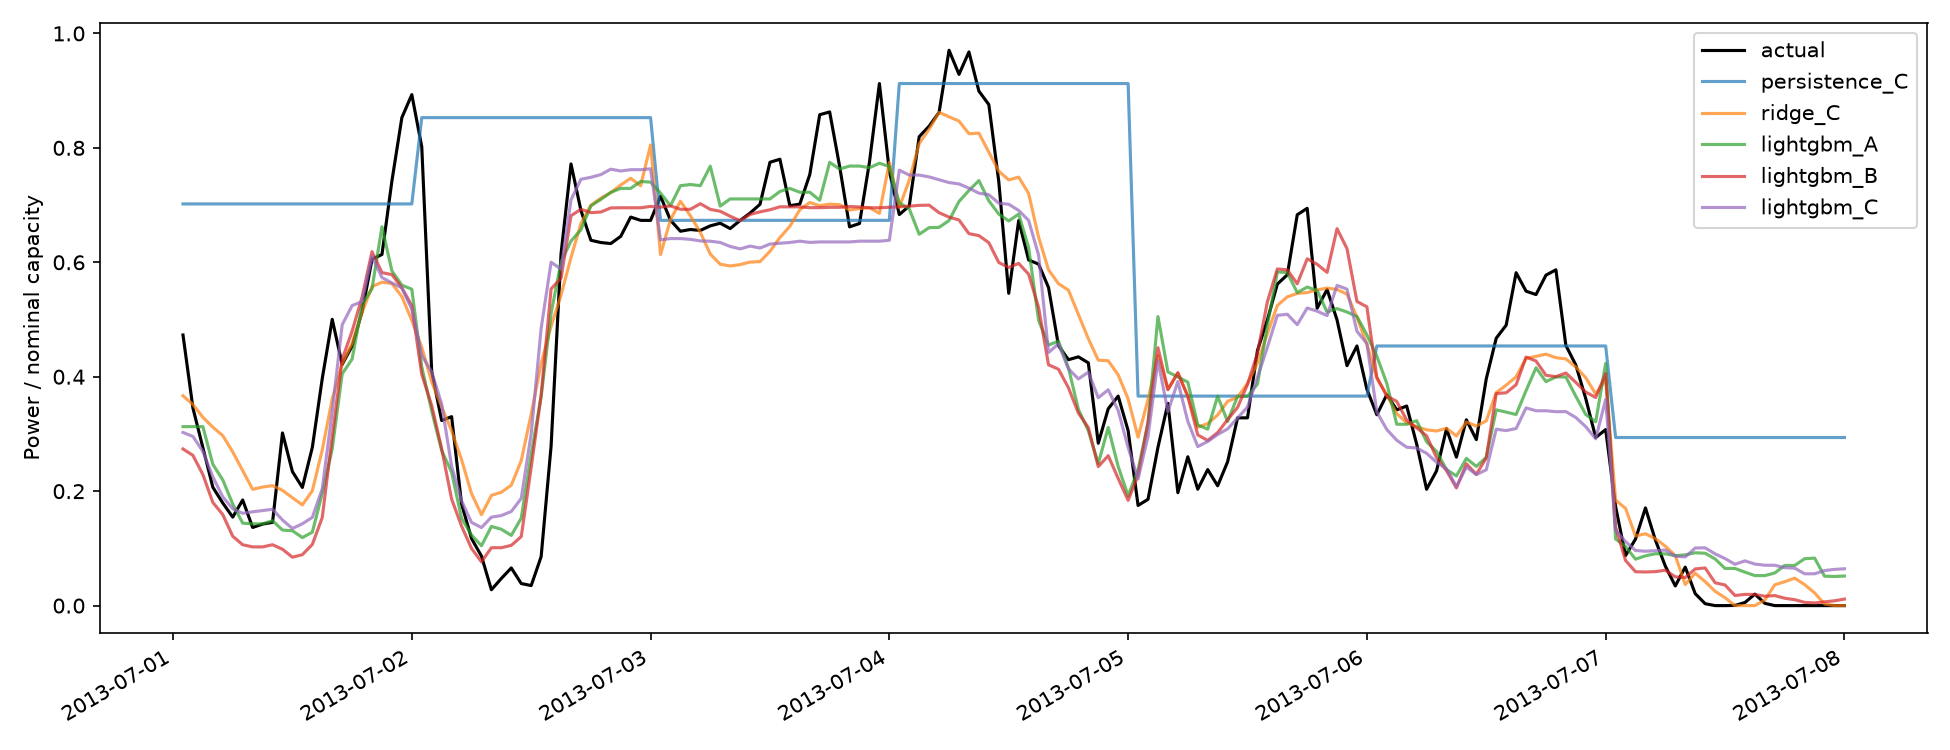 1.0
0.8
0.6
0.4
0.2
0.0
Power / nominal capacity
actual
persistence_C
ridge_C
lightgbm_A
lightgbm_B
lightgbm_C
2013-07-01
2013-07-02
2013-07-03
2013-07-04
2013-07-05
2013-07-06
2013-07-07
2013-07-08